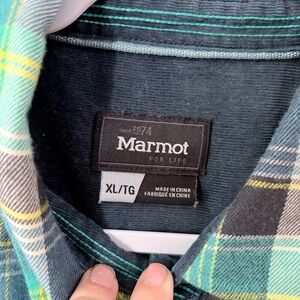 SINCE 1974
Marmot
FOR LIFE
XL/TG
MADE IN CHINA
FABRIQUÉ EN CHINE